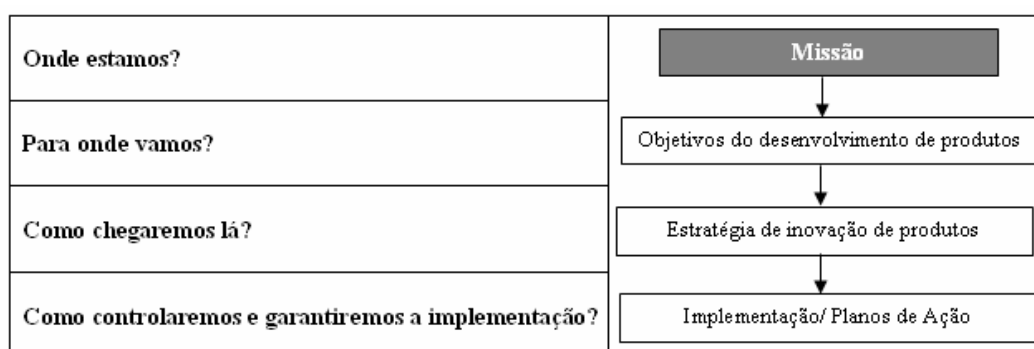 Onde estamos?
Missão
Para onde vamos?
Objetivos do desenvolvimento de produtos
Como chegaremos lá?
Estratégia de inovação de produtos
Como controlaremos e garantiremos a implementação?
Implementação/ Planos de Ação